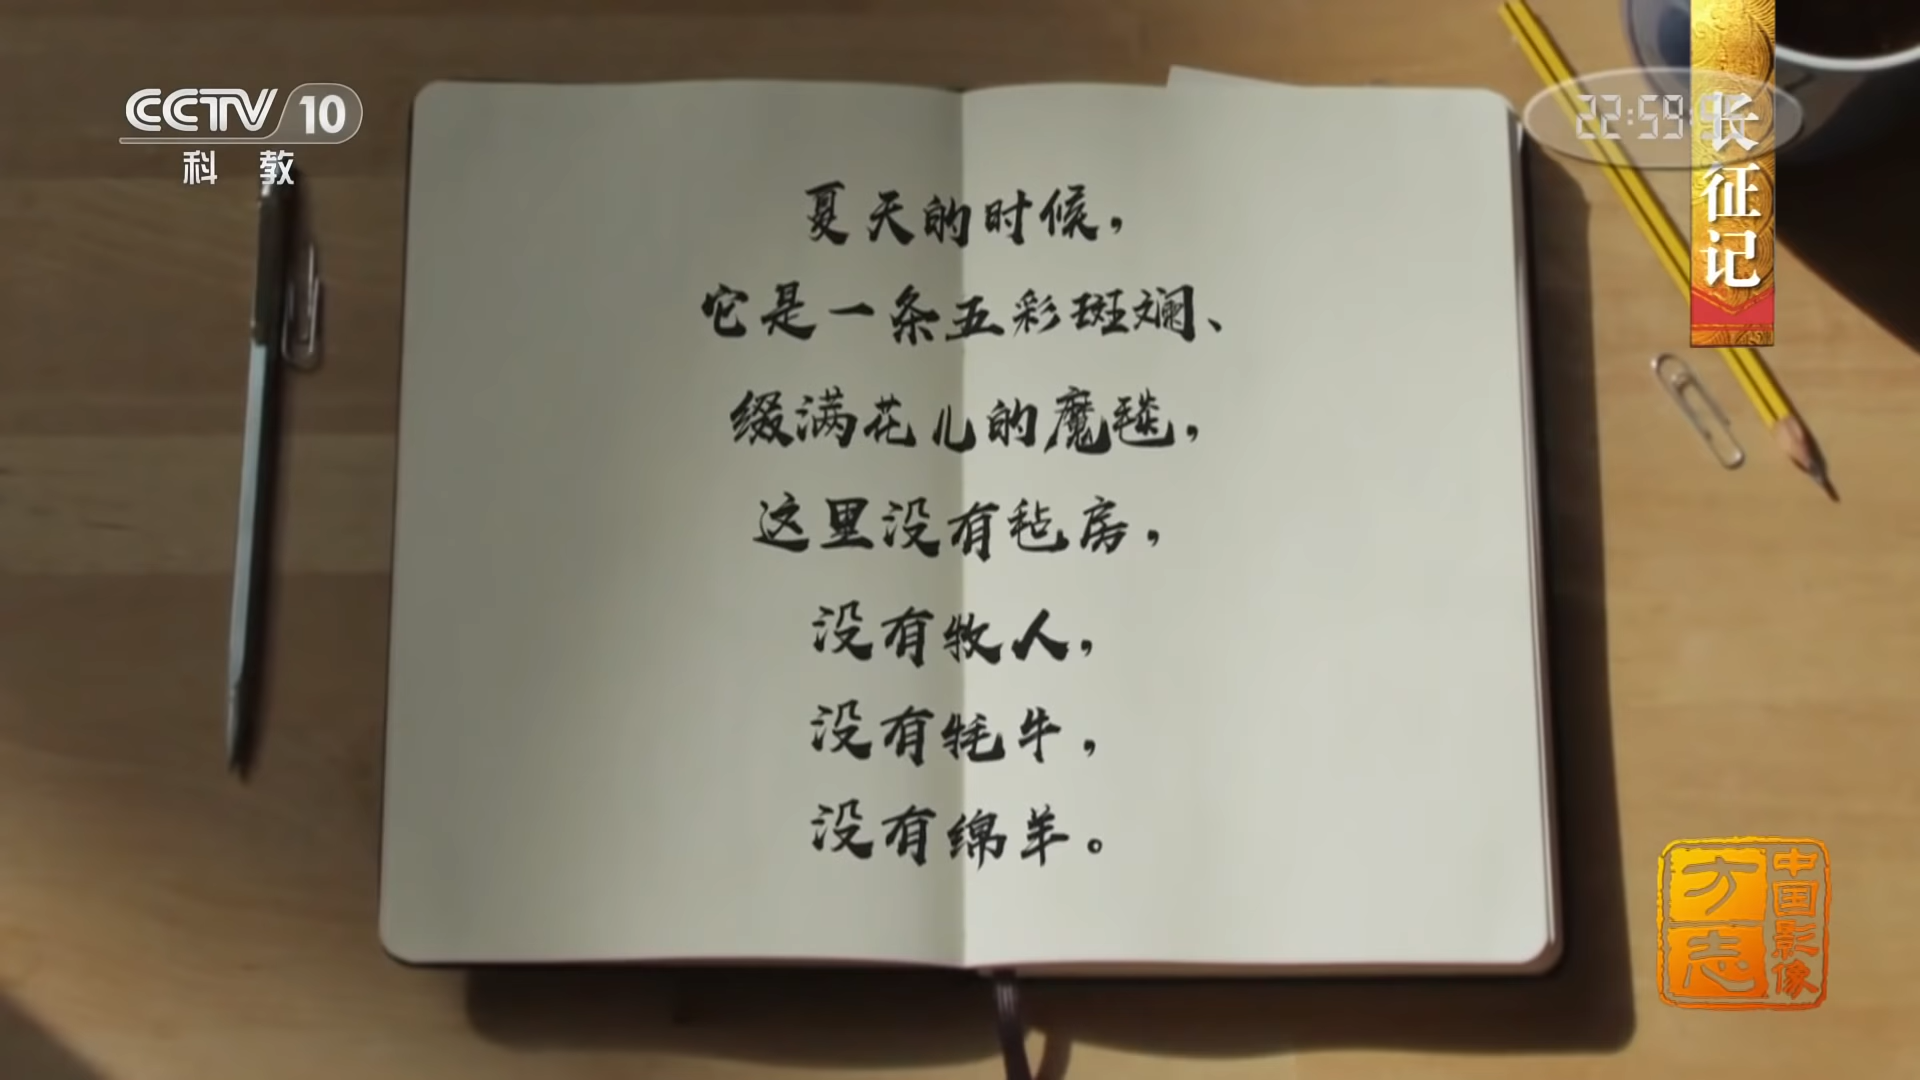 CCTV 10
科教
22:59
长征记
夏天的时候，
它是一条五彩斑斓、
缀满花儿的魔毯，
这里没有毡房，
没有牧人，
没有牦牛，
没有绵羊。
中国影像
方志